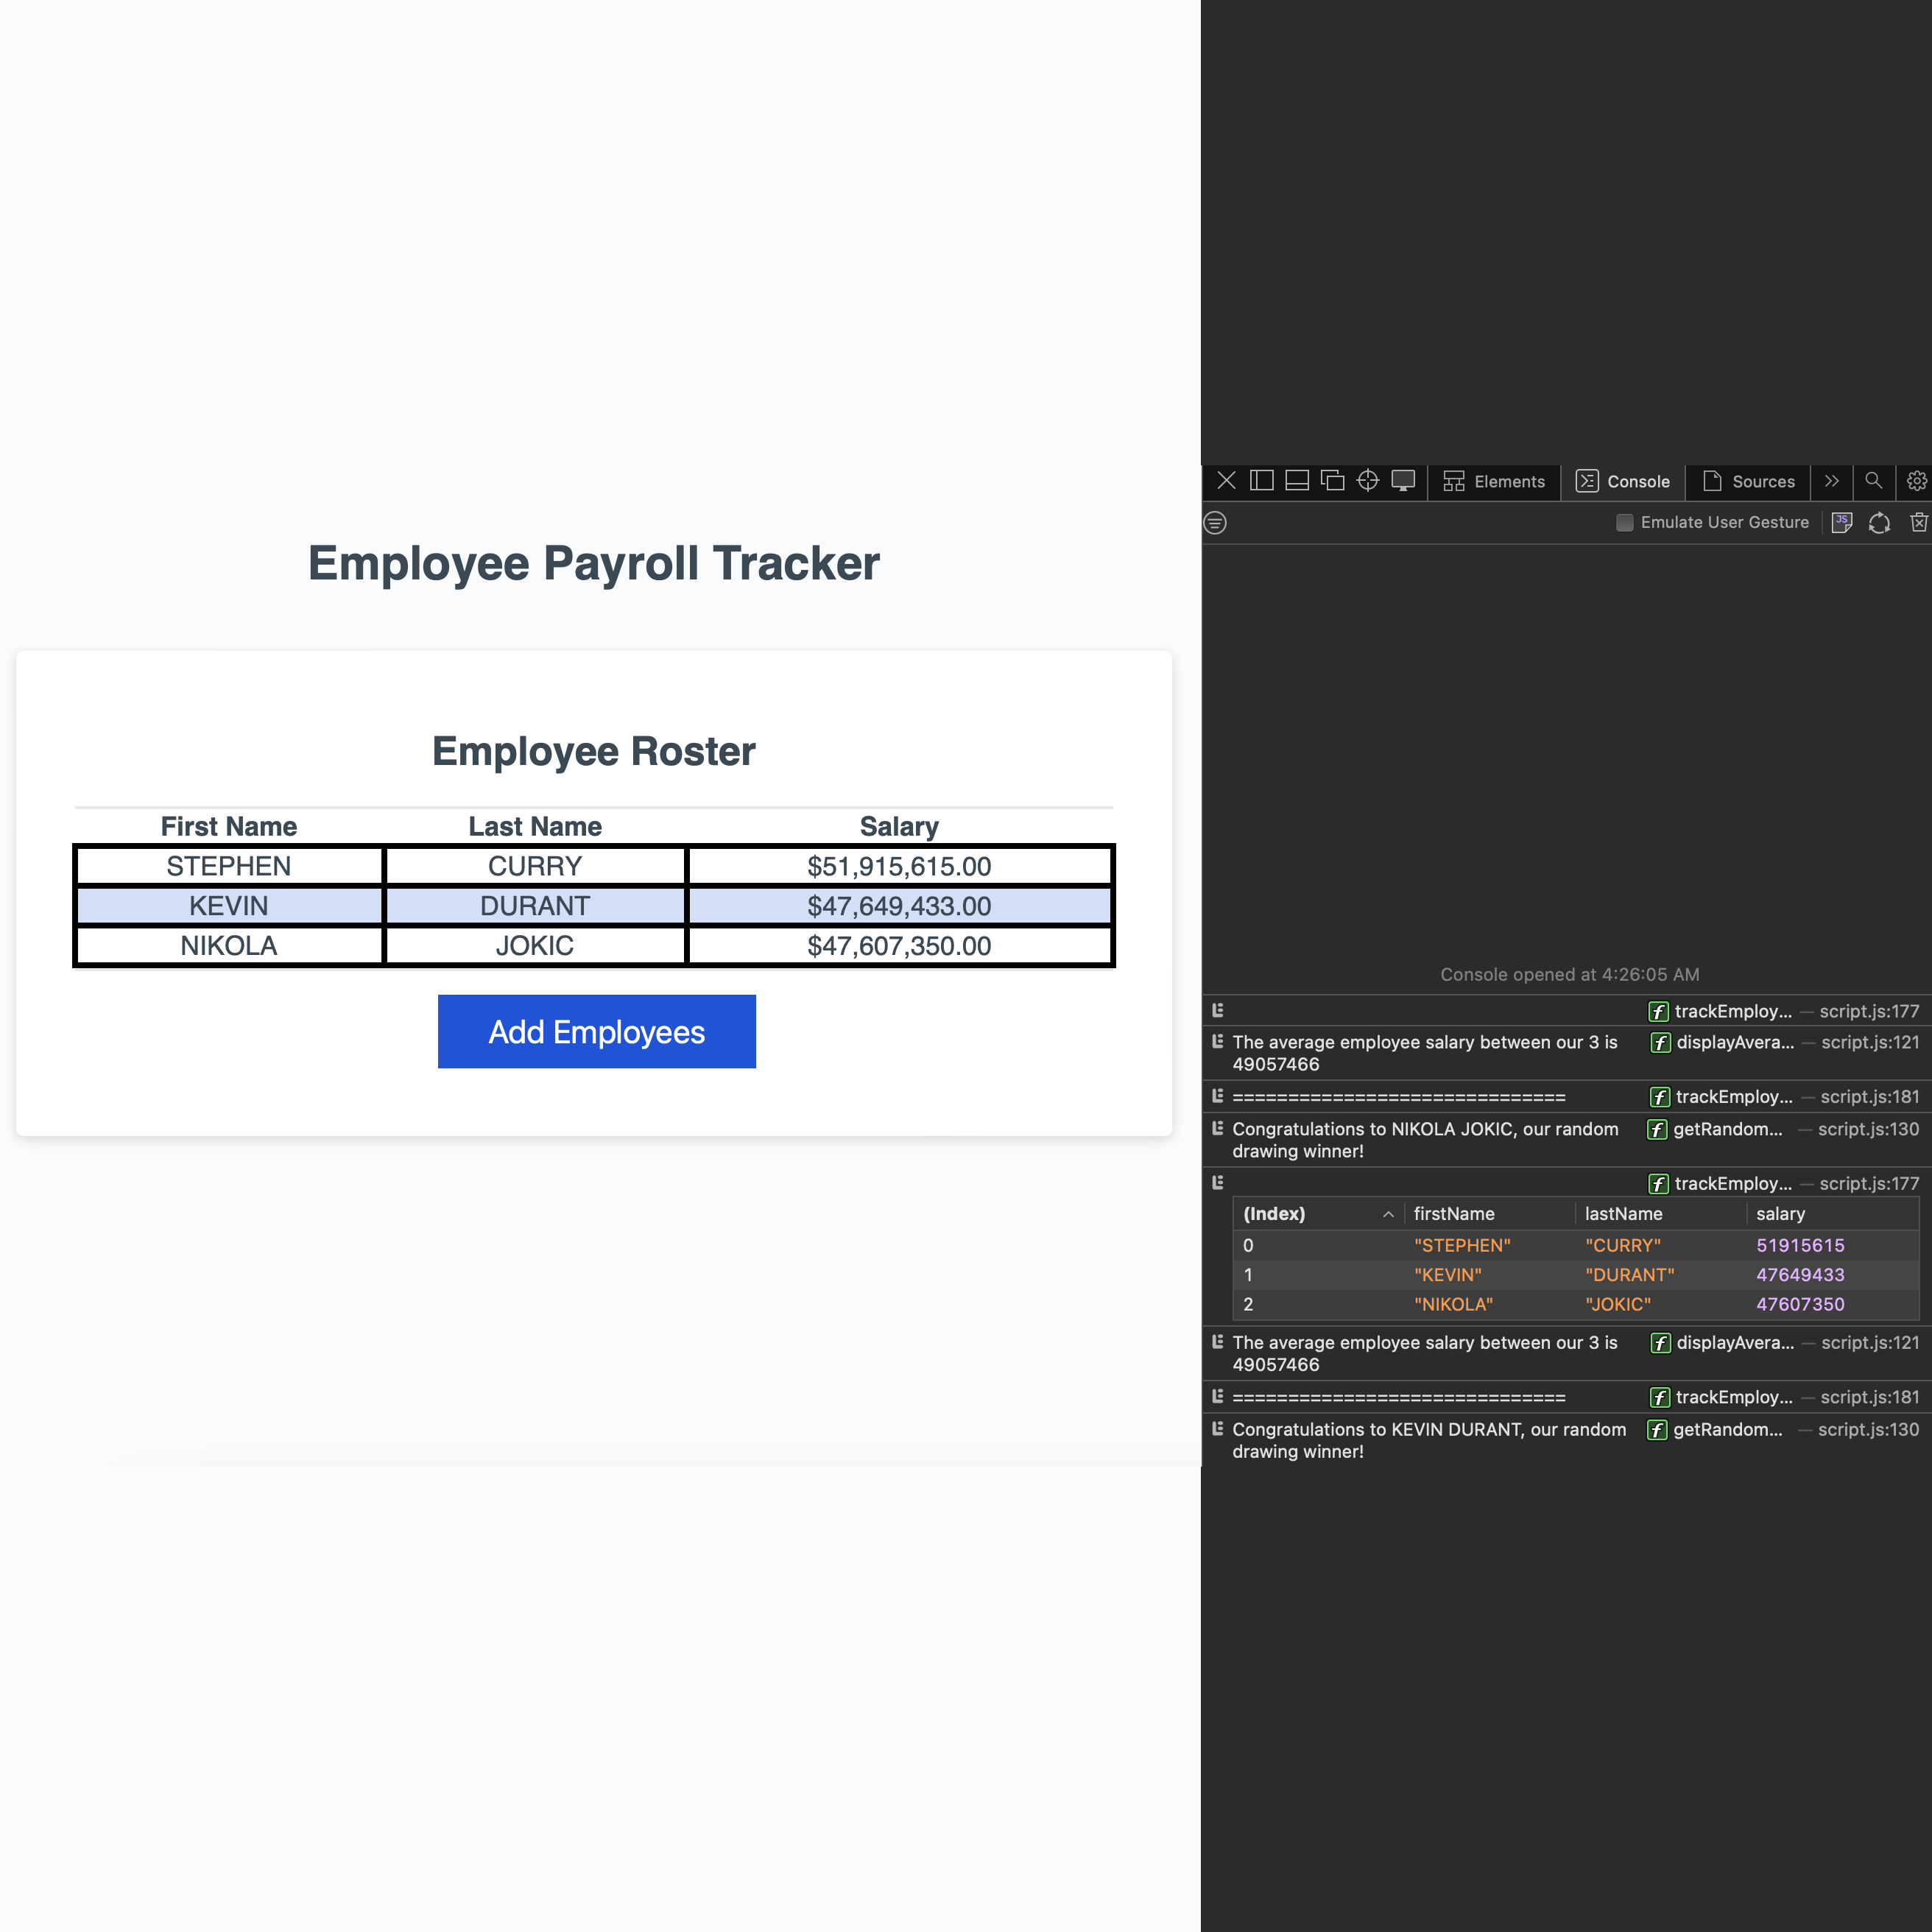 Employee Payroll Tracker
Employee Roster
First Name Last Name Salary
STEPHEN CURRY $51,915,615.00
KEVIN DURANT $47,649,433.00
NIKOLA JOKIC $47,607,350.00
Add Employees
Elements Console Sources
Emulate User Gesture JS
Console opened at 4:26:05 AM
f trackEmploy... — script.js:177
The average employee salary between our 3 is f displayAvera... — script.js:121
49057466
============================== f trackEmploy... — script.js:181
Congratulations to NIKOLA JOKIC, our random f getRandom... — script.js:130
drawing winner!
f trackEmploy... — script.js:177
(Index) firstName lastName salary
0 "STEPHEN" "CURRY" 51915615
1 "KEVIN" "DURANT" 47649433
2 "NIKOLA" "JOKIC" 47607350
The average employee salary between our 3 is f displayAvera... — script.js:121
49057466
============================== f trackEmploy... — script.js:181
Congratulations to KEVIN DURANT, our random f getRandom... — script.js:130
drawing winner!